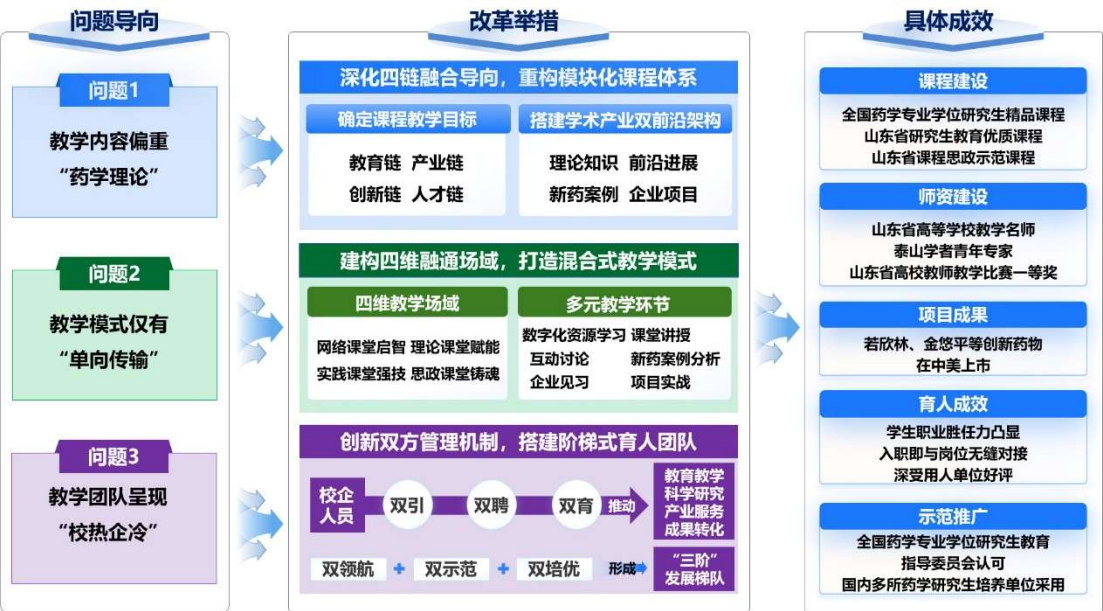 问题导向
问题1
教学内容偏重
“药学理论”
问题2
教学模式仅有
“单向传输”
问题3
教学团队呈现
“校热企冷”
改革举措
深化四链融合导向，重构模块化课程体系
确定课程教学目标
教育链 产业链
创新链 人才链
搭建学术产业双前沿架构
理论知识 前沿进展
新药案例 企业项目
建构四维融通场域，打造混合式教学模式
四维教学场域
网络课堂启智 理论课堂赋能
实践课堂强技 思政课堂铸魂
多元教学环节
数字化资源学习 课堂讲授
互动讨论 新药案例分析
企业见习 项目实战
创新双方管理机制，搭建阶梯式育人团队
校企
人员
双引
双聘
双育
推动
教育教学
科学研究
产业服务
成果转化
双领航 + 双示范 + 双培优 形成
“三阶”
发展梯队
具体成效
课程建设
全国药学专业学位研究生精品课程
山东省研究生教育优质课程
山东省课程思政示范课程
师资建设
山东省高等学校教学名师
泰山学者青年专家
山东省高校教师教学比赛一等奖
项目成果
若欣林、金悠平等创新药物
在中美上市
育人成效
学生职业胜任力凸显
入职即与岗位无缝对接
深受用人单位好评
示范推广
全国药学专业学位研究生教育
指导委员会认可
国内多所药学研究生培养单位采用